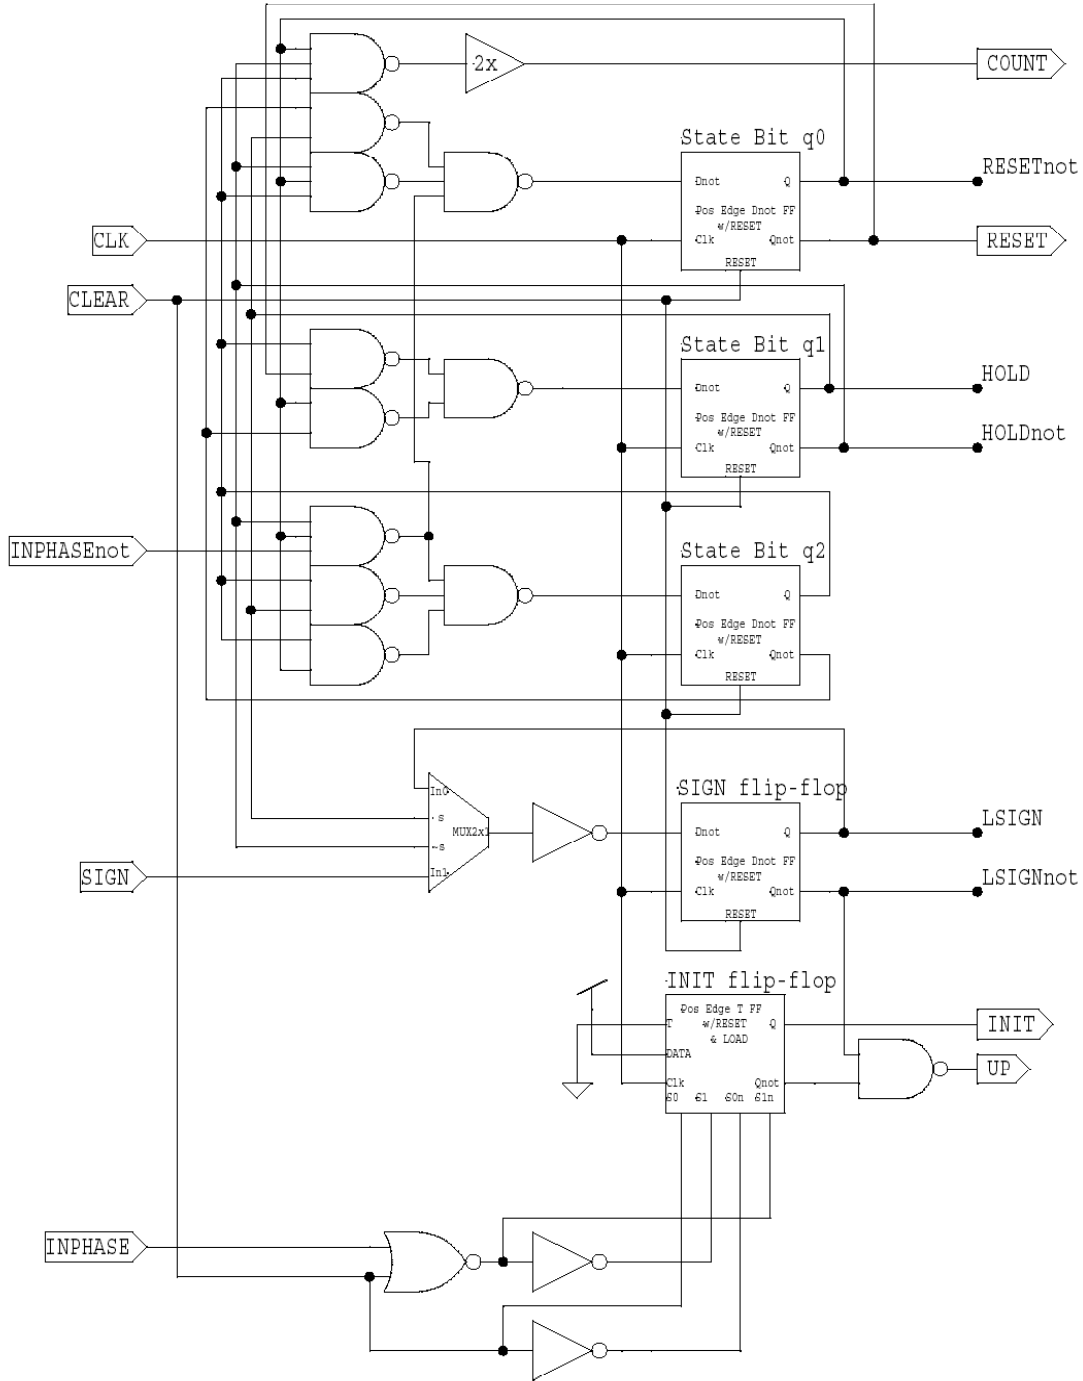 2x
COUNT
State Bit q0
Dnot Q
Pos Edge Dnot FF
w/RESET
Clk Qnot
RESET
RESETnot
RESET
CLK
CLEAR
State Bit q1
Dnot Q
Pos Edge Dnot FF
w/RESET
Clk Qnot
RESET
HOLD
HOLDnot
INPHASEnot
State Bit q2
Dnot Q
Pos Edge Dnot FF
w/RESET
Clk Qnot
RESET
SIGN flip-flop
In0
s
MUX2x1
s
In1
Dnot Q
Pos Edge Dnot FF
w/RESET
Clk Qnot
RESET
LSIGN
SIGN
LSIGNnot
INIT flip-flop
Pos Edge T FF
T w/RESET Q
& LOAD
DATA
Clk Qnot
S0 S1 S0n S1n
INIT
UP
INPHASE